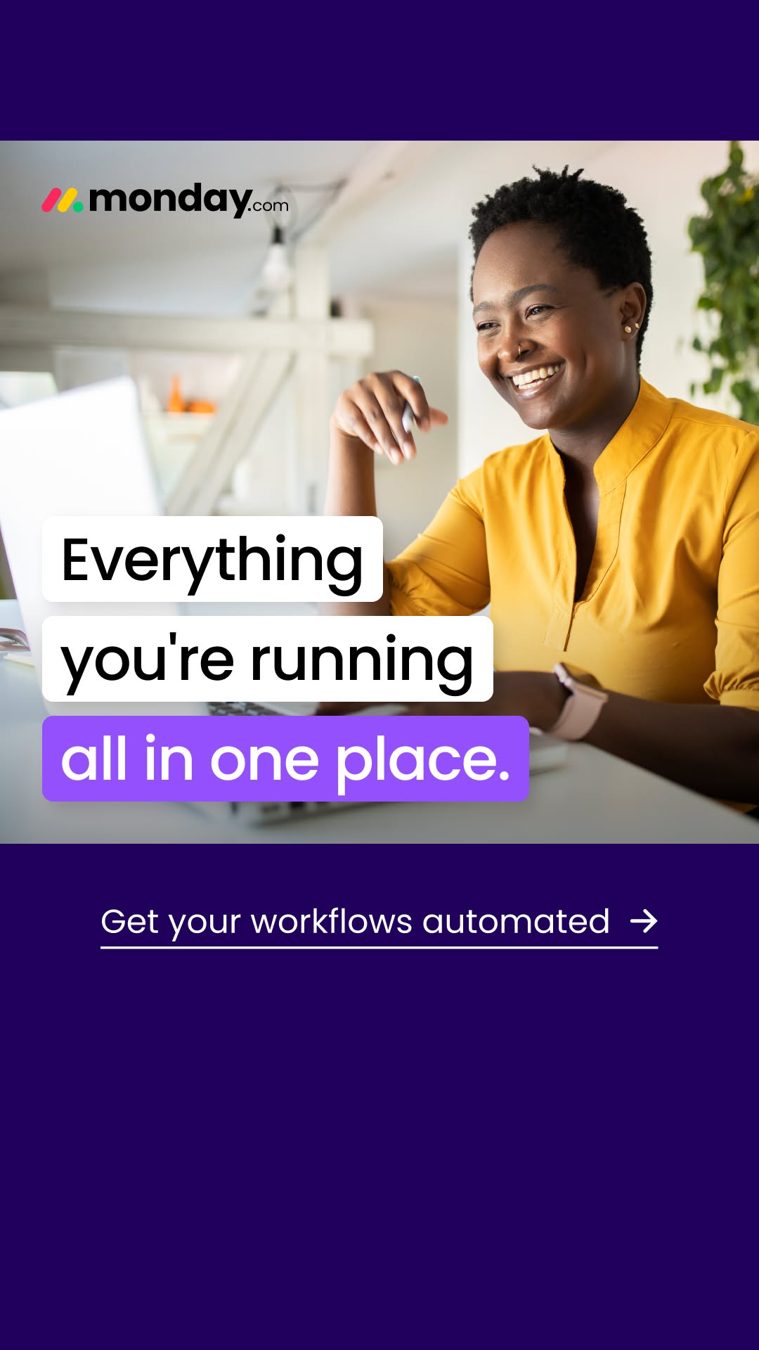 monday.com
Everything
you're running
all in one place.
Get your workflows automated →